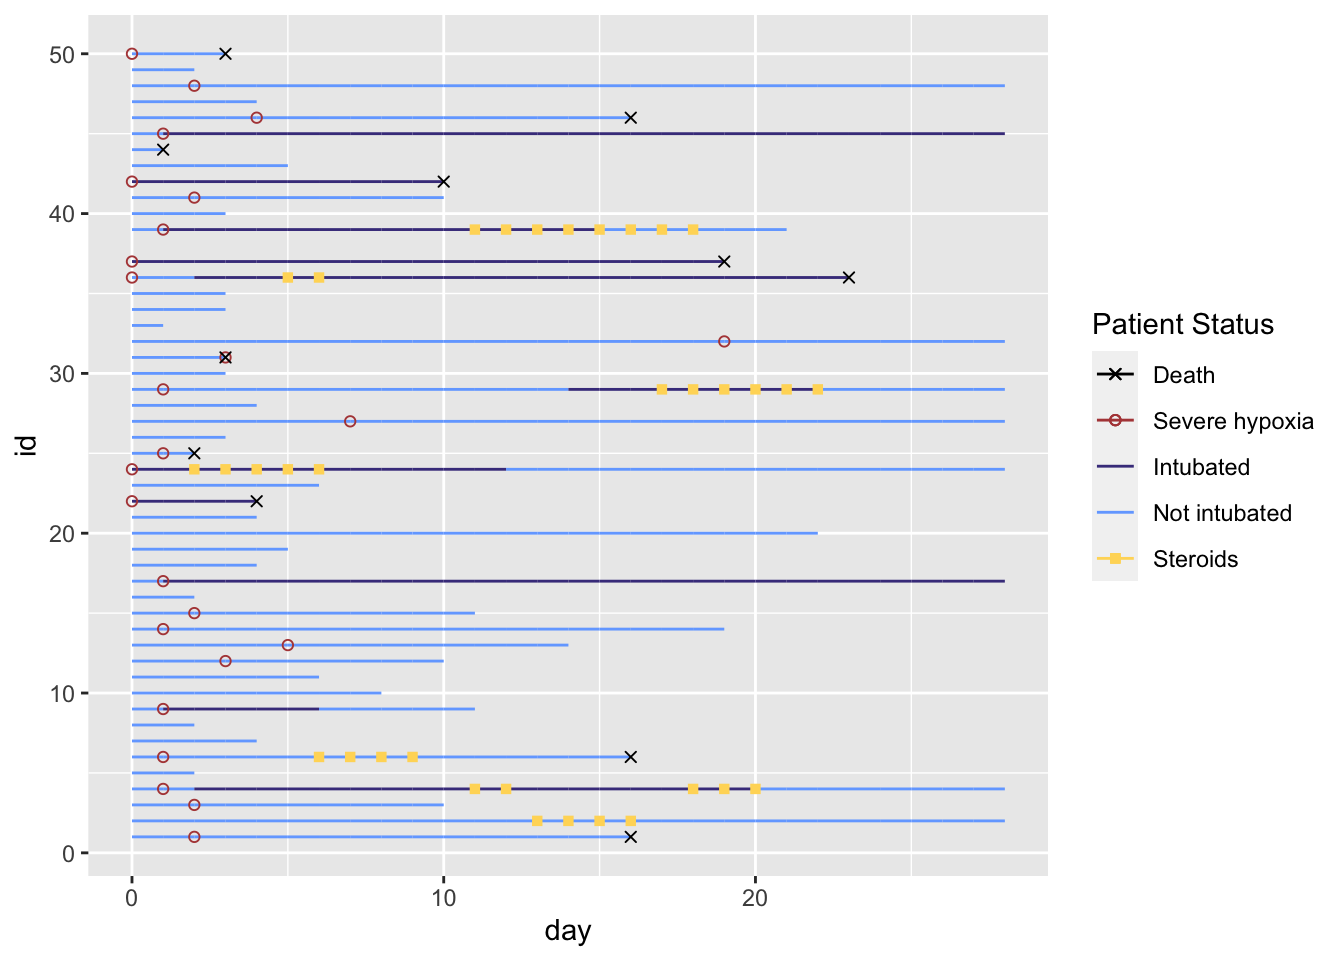 50
40
30
20
10
0
id
0 10 20
day
Patient Status
Death
Severe hypoxia
Intubated
Not intubated
Steroids